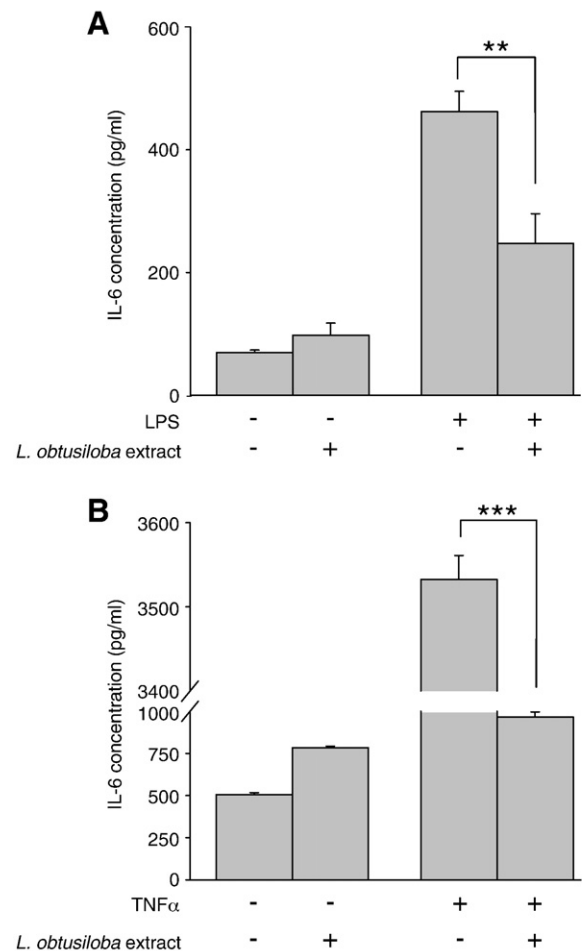 A
600
400
200
0
IL-6 concentration (pg/ml)
**
LPS - - + +
L. obtusiloba extract - + - +
B
3600
3500
3400
1000
750
500
250
0
IL-6 concentration (pg/ml)
***
TNFα - - + +
L. obtusiloba extract - + - +